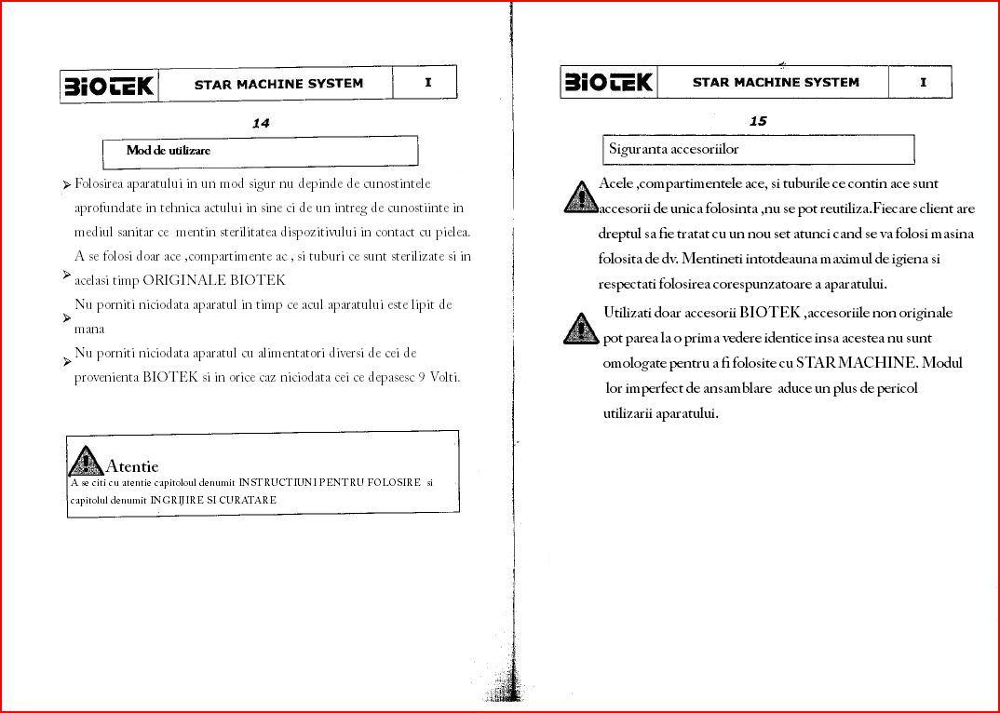 BIOTEK STAR MACHINE SYSTEM I
14
Mod de utilizare
Folosirea aparatului in un mod sigur nu depinde de cunostintele
aprofundate in tehnica actului in sine ci de un intreg de cunostiinte in
mediul sanitar ce mentin sterilitatea dispozitivului in contact cu pielea.
A se folosi doar ace ,compartimente ac , si tuburi ce sunt sterilizate si in
acelasi timp ORIGINALE BIOTEK
Nu porniti niciodata aparatul in timp ce acul aparatului este lipit de
mana
Nu porniti niciodata aparatul cu alimentatori diversi de cei de
provenienta BIOTEK si in orice caz niciodata cei ce depasesc 9 Volti.
Atentie
A se citi cu atentie capitoloul denumit INSTRUCTIUNI PENTRU FOLOSIRE si
capitolul denumit INGRIJIRE SI CURATARE
BIOTEK STAR MACHINE SYSTEM I
15
Siguranta accesoriilor
Acele ,compartimentele ace, si tuburile ce contin ace sunt
accesorii de unica folosinta ,nu se pot reutiliza.Fiecare client are
dreptul sa fie tratat cu un nou set atunci cand se va folosi masina
folosita de dv. Mentineti intotdeauna maximul de igiena si
respectati folosirea corespunzatoare a aparatului.
Utilizati doar accesorii BIOTEK ,accesoriile non originale
pot parea la o prima vedere identice insa acestea nu sunt
omologate pentru a fi folosite cu STAR MACHINE. Modul
lor imperfect de ansamblare aduce un plus de pericol
utilizarii aparatului.